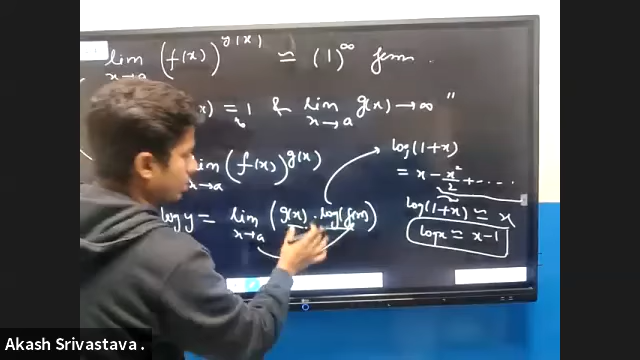 lim (f(x))^g(x) ≃ (1)^∞ form.
x→a
(x) = 1 & lim g(x) → ∞ "
x→a
lim (f(x))^g(x)
x→a
log y = lim (g(x) · log(f(x))
x→a
log(1+x)
= x - x²/2 + ....
log(1+x) ≃ x
log x ≃ x-1
Akash Srivastava .